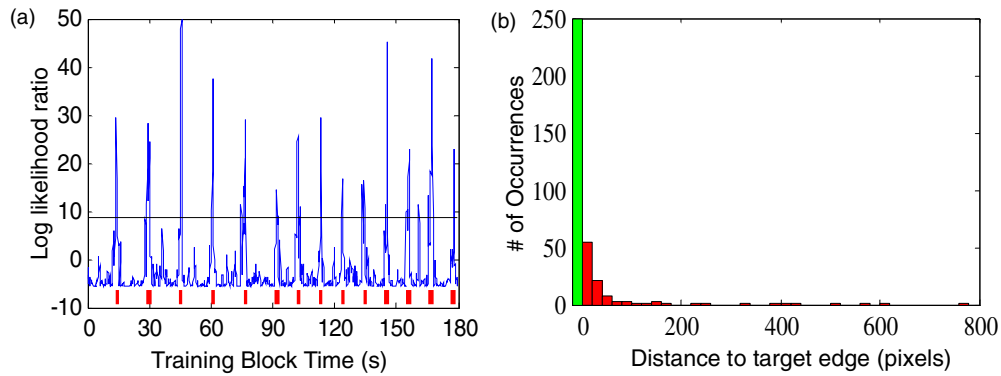 (a)
Log likelihood ratio
50
40
30
20
10
0
-10
0 30 60 90 120 150 180
Training Block Time (s)
(b)
# of Occurrences
250
200
150
100
50
0
0 200 400 600 800
Distance to target edge (pixels)